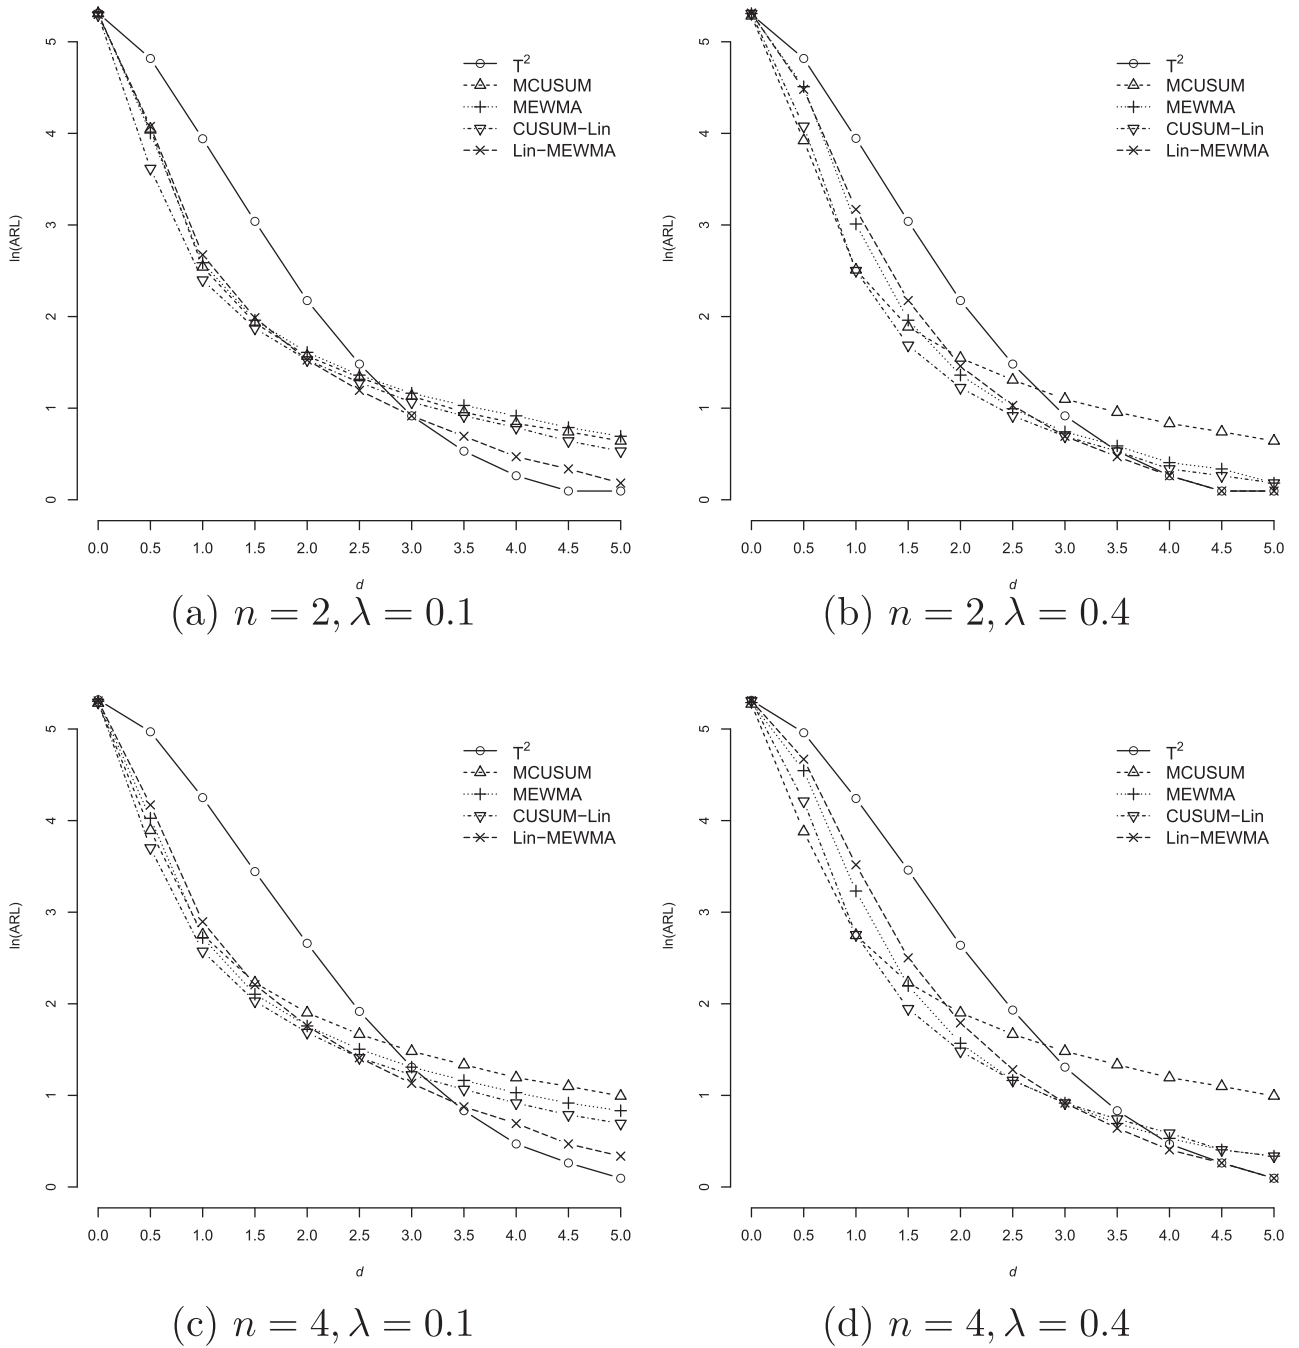 ln(ARL)
5
4
3
2
1
0
T²
MCUSUM
MEWMA
CUSUM−Lin
Lin−MEWMA
0.0 0.5 1.0 1.5 2.0 2.5 3.0 3.5 4.0 4.5 5.0
d
(a) n = 2, λ = 0.1
ln(ARL)
5
4
3
2
1
0
T²
MCUSUM
MEWMA
CUSUM−Lin
Lin−MEWMA
0.0 0.5 1.0 1.5 2.0 2.5 3.0 3.5 4.0 4.5 5.0
d
(b) n = 2, λ = 0.4
ln(ARL)
5
4
3
2
1
0
T²
MCUSUM
MEWMA
CUSUM−Lin
Lin−MEWMA
0.0 0.5 1.0 1.5 2.0 2.5 3.0 3.5 4.0 4.5 5.0
d
(c) n = 4, λ = 0.1
ln(ARL)
5
4
3
2
1
0
T²
MCUSUM
MEWMA
CUSUM−Lin
Lin−MEWMA
0.0 0.5 1.0 1.5 2.0 2.5 3.0 3.5 4.0 4.5 5.0
d
(d) n = 4, λ = 0.4